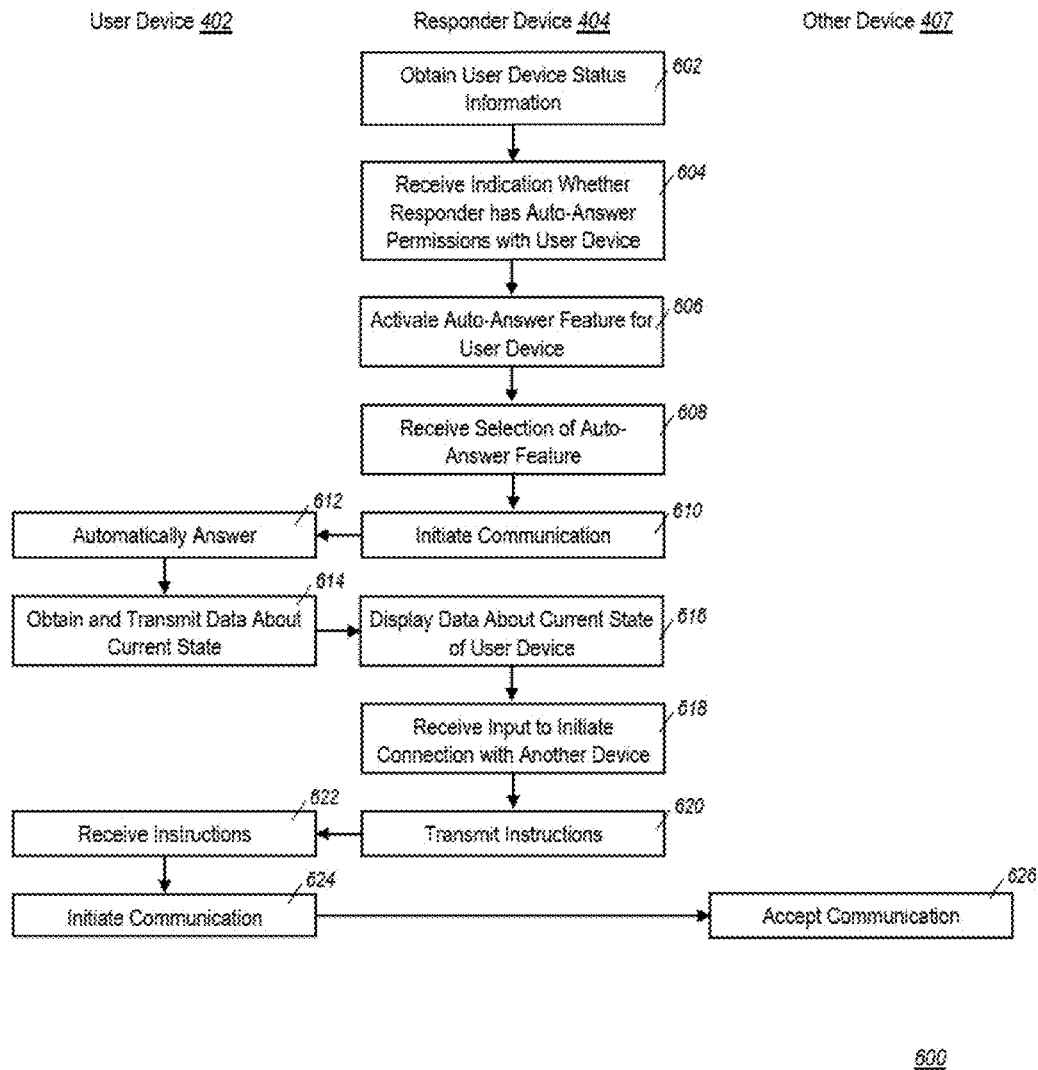 User Device 402
Responder Device 404
Other Device 407
602
Obtain User Device Status
Information
604
Receive Indication Whether
Responder has Auto-Answer
Permissions with User Device
606
Activate Auto-Answer Feature for
User Device
608
Receive Selection of Auto-
Answer Feature
612
Automatically Answer
610
Initiate Communication
614
Obtain and Transmit Data About
Current State
616
Display Data About Current State
of User Device
618
Receive Input to Initiate
Connection with Another Device
622
Receive Instructions
620
Transmit Instructions
624
Initiate Communication
626
Accept Communication
600